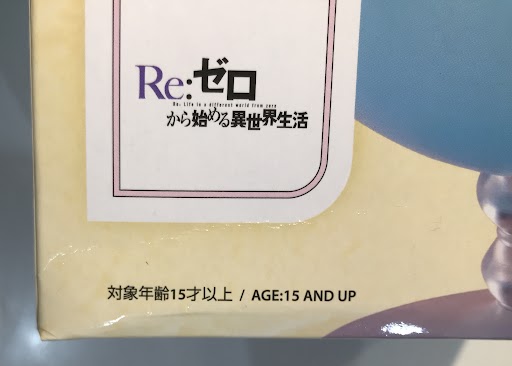 Re:ゼロ
Re: Life in a different world from zero
から始める異世界生活
対象年齢15才以上 / AGE:15 AND UP